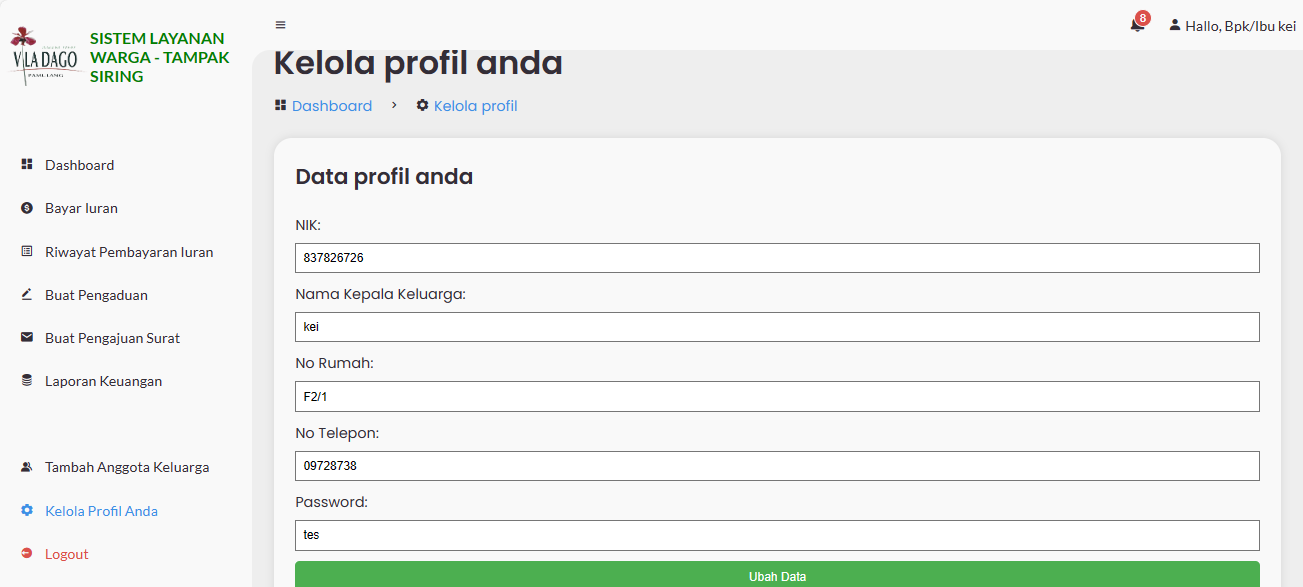 VILA DAGO
PAMULANG
SISTEM LAYANAN
WARGA - TAMPAK
SIRING
8
Hallo, Bpk/Ibu kei
Dashboard
Bayar Iuran
Riwayat Pembayaran Iuran
Buat Pengaduan
Buat Pengajuan Surat
Laporan Keuangan
Tambah Anggota Keluarga
Kelola Profil Anda
Logout
Kelola profil anda
Dashboard > Kelola profil
Data profil anda
NIK:
837826726
Nama Kepala Keluarga:
kei
No Rumah:
F2/1
No Telepon:
09728738
Password:
tes
Ubah Data